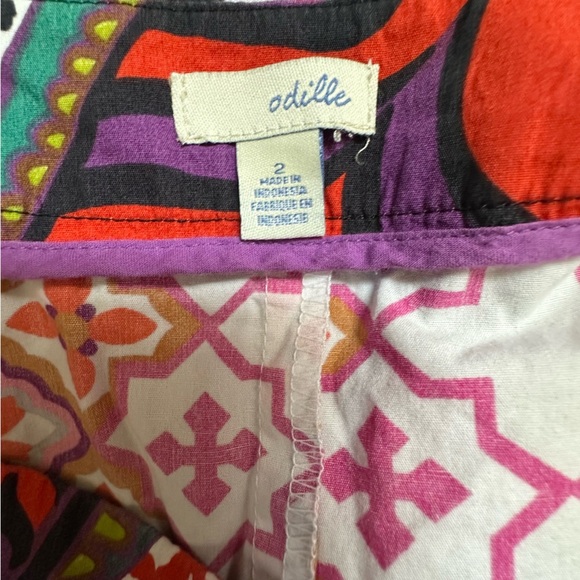 odille
2
MADE IN
INDONESIA
FABRIQUE EN
INDONESIE